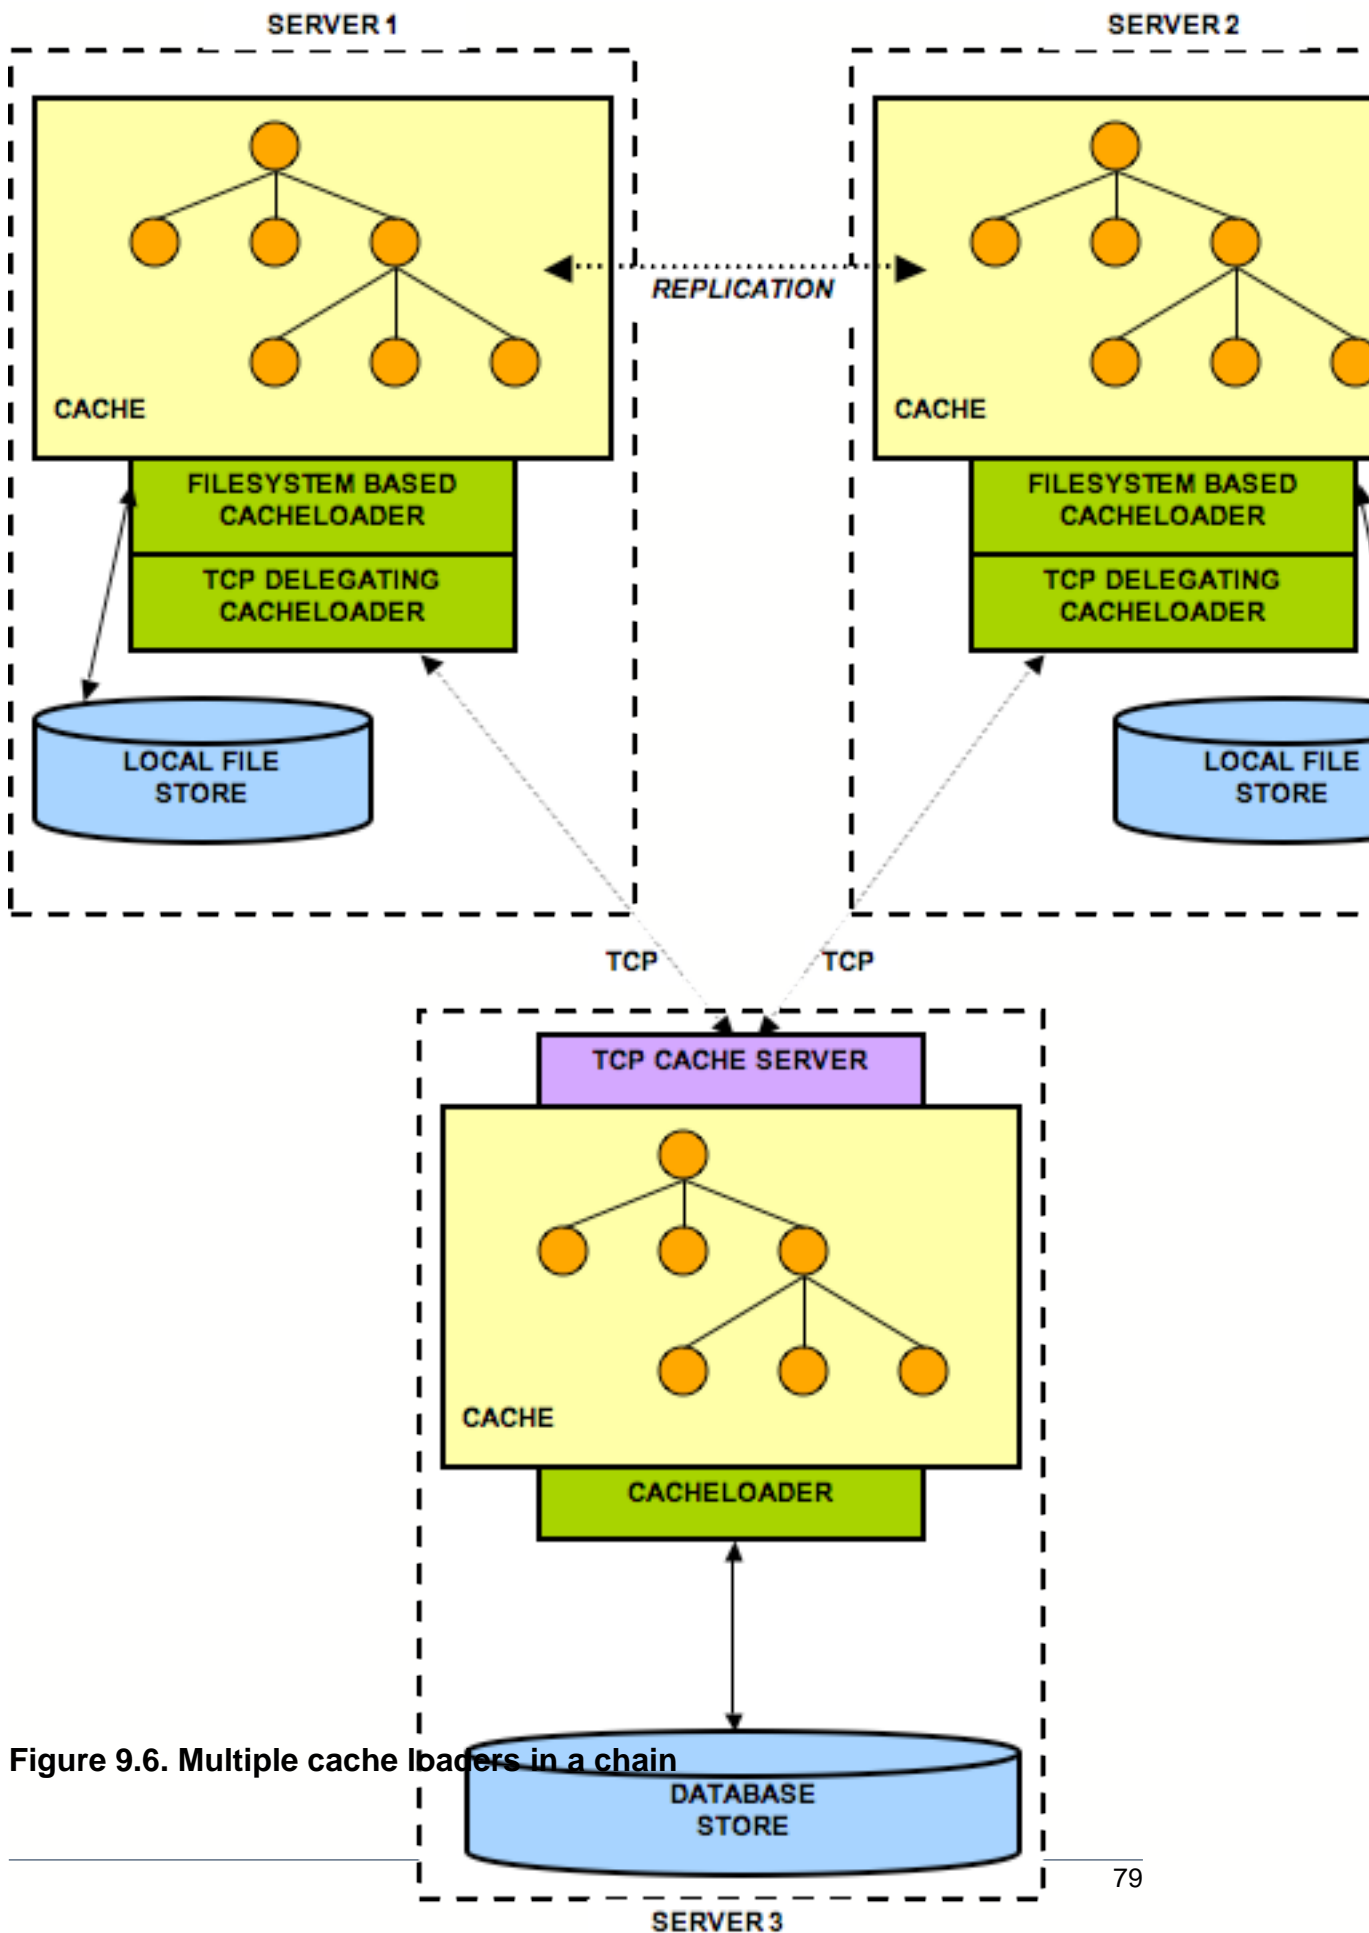 SERVER 1
SERVER 2
REPLICATION
CACHE
CACHE
FILESYSTEM BASED
CACHELOADER
FILESYSTEM BASED
CACHELOADER
TCP DELEGATING
CACHELOADER
TCP DELEGATING
CACHELOADER
LOCAL FILE
STORE
LOCAL FILE
STORE
TCP
TCP
TCP CACHE SERVER
CACHE
CACHELOADER
Figure 9.6. Multiple cache loaders in a chain
DATABASE
STORE
79
SERVER 3